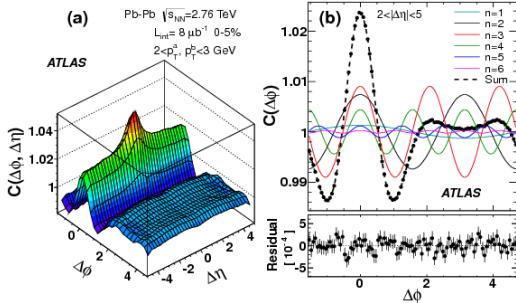 (a)
Pb-Pb √sNN=2.76 TeV
Lint= 8 μb-1 0-5%
2<pTa, pTb<3 GeV
ATLAS
C(Δϕ, Δη)
1.04
1.02
1
0
2
4
Δϕ
-4
-2
0
2
4
Δη
(b)
2<|Δη|<5
n=1
n=2
n=3
n=4
n=5
n=6
Sum
C(Δϕ)
1.02
1.01
1
0.99
ATLAS
Residual
[ 10-4]
5
0
-5
0
2
4
Δϕ